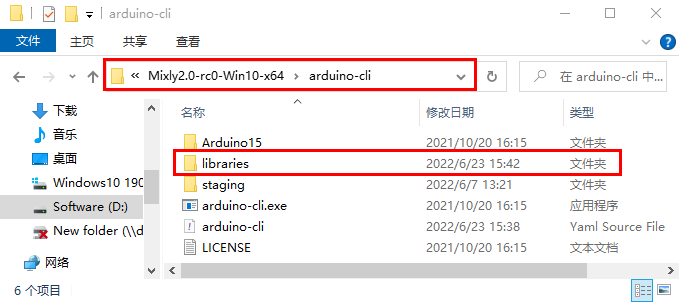 arduino-cli
文件 主页 共享 查看
« Mixly2.0-rc0-Win10-x64 › arduino-cli 在 arduino-cli 中...
下载
音乐
桌面
Windows10 190
Software (D:)
New folder (\\d
网络
名称 修改日期 类型
Arduino15 2021/10/20 16:15 文件夹
libraries 2022/6/23 15:42 文件夹
staging 2022/6/7 13:21 文件夹
arduino-cli.exe 2021/10/20 16:15 应用程序
arduino-cli 2022/6/23 15:38 Yaml Source File
LICENSE 2021/10/20 16:15 文本文档
6 个项目